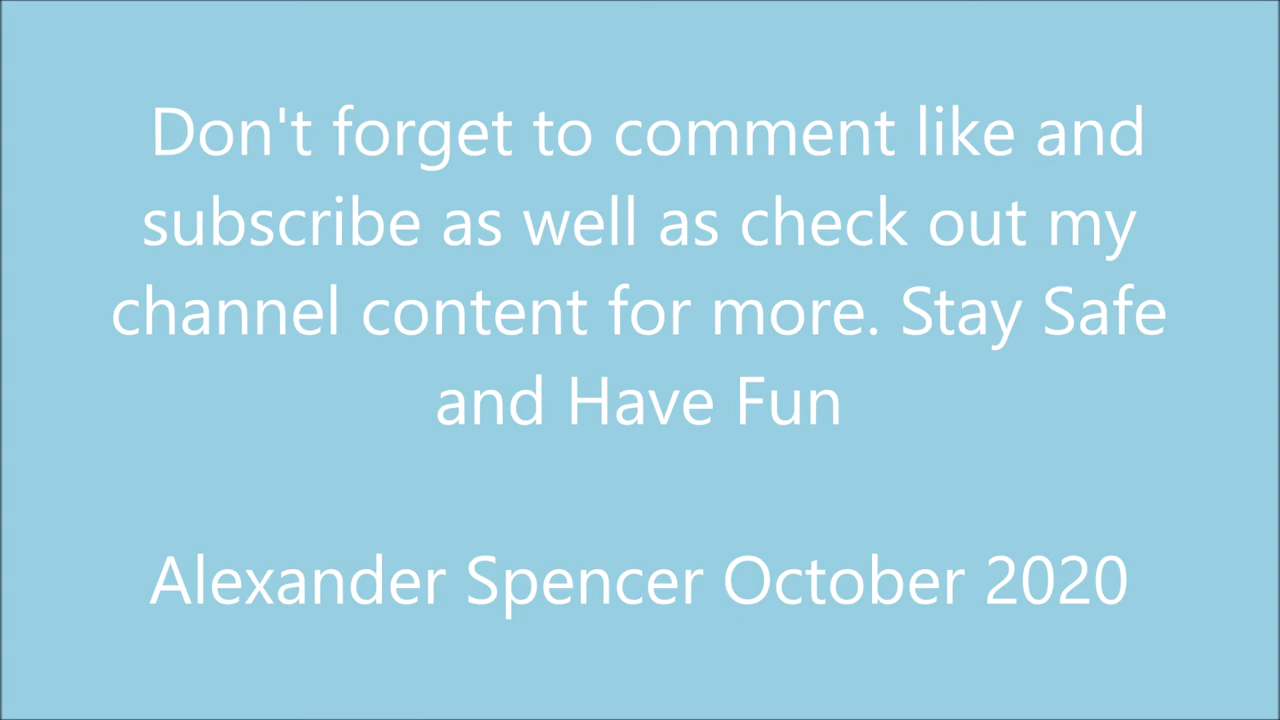 Don't forget to comment like and
subscribe as well as check out my
channel content for more. Stay Safe
and Have Fun
Alexander Spencer October 2020